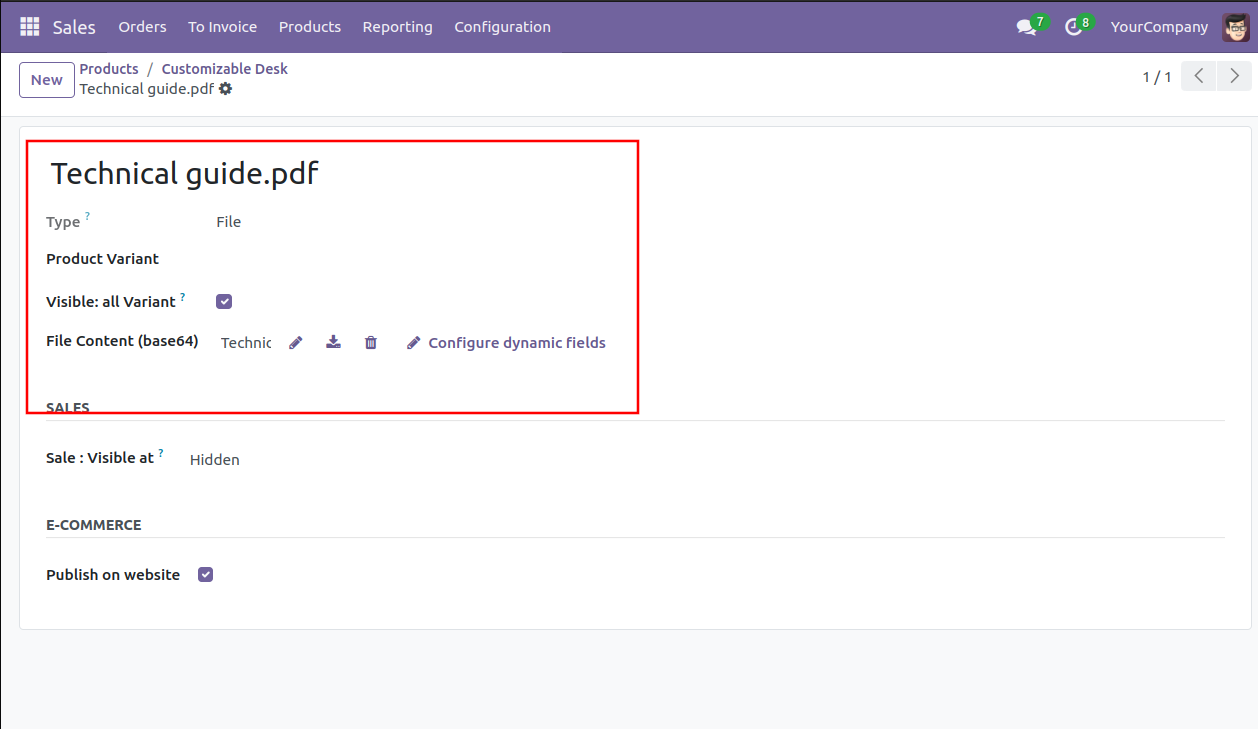 Sales Orders To Invoice Products Reporting Configuration 7 8 YourCompany
New Products / Customizable Desk
Technical guide.pdf 1 / 1
Technical guide.pdf
Type ? File
Product Variant
Visible: all Variant ?
File Content (base64) Technic Configure dynamic fields
SALES
Sale : Visible at ? Hidden
E-COMMERCE
Publish on website